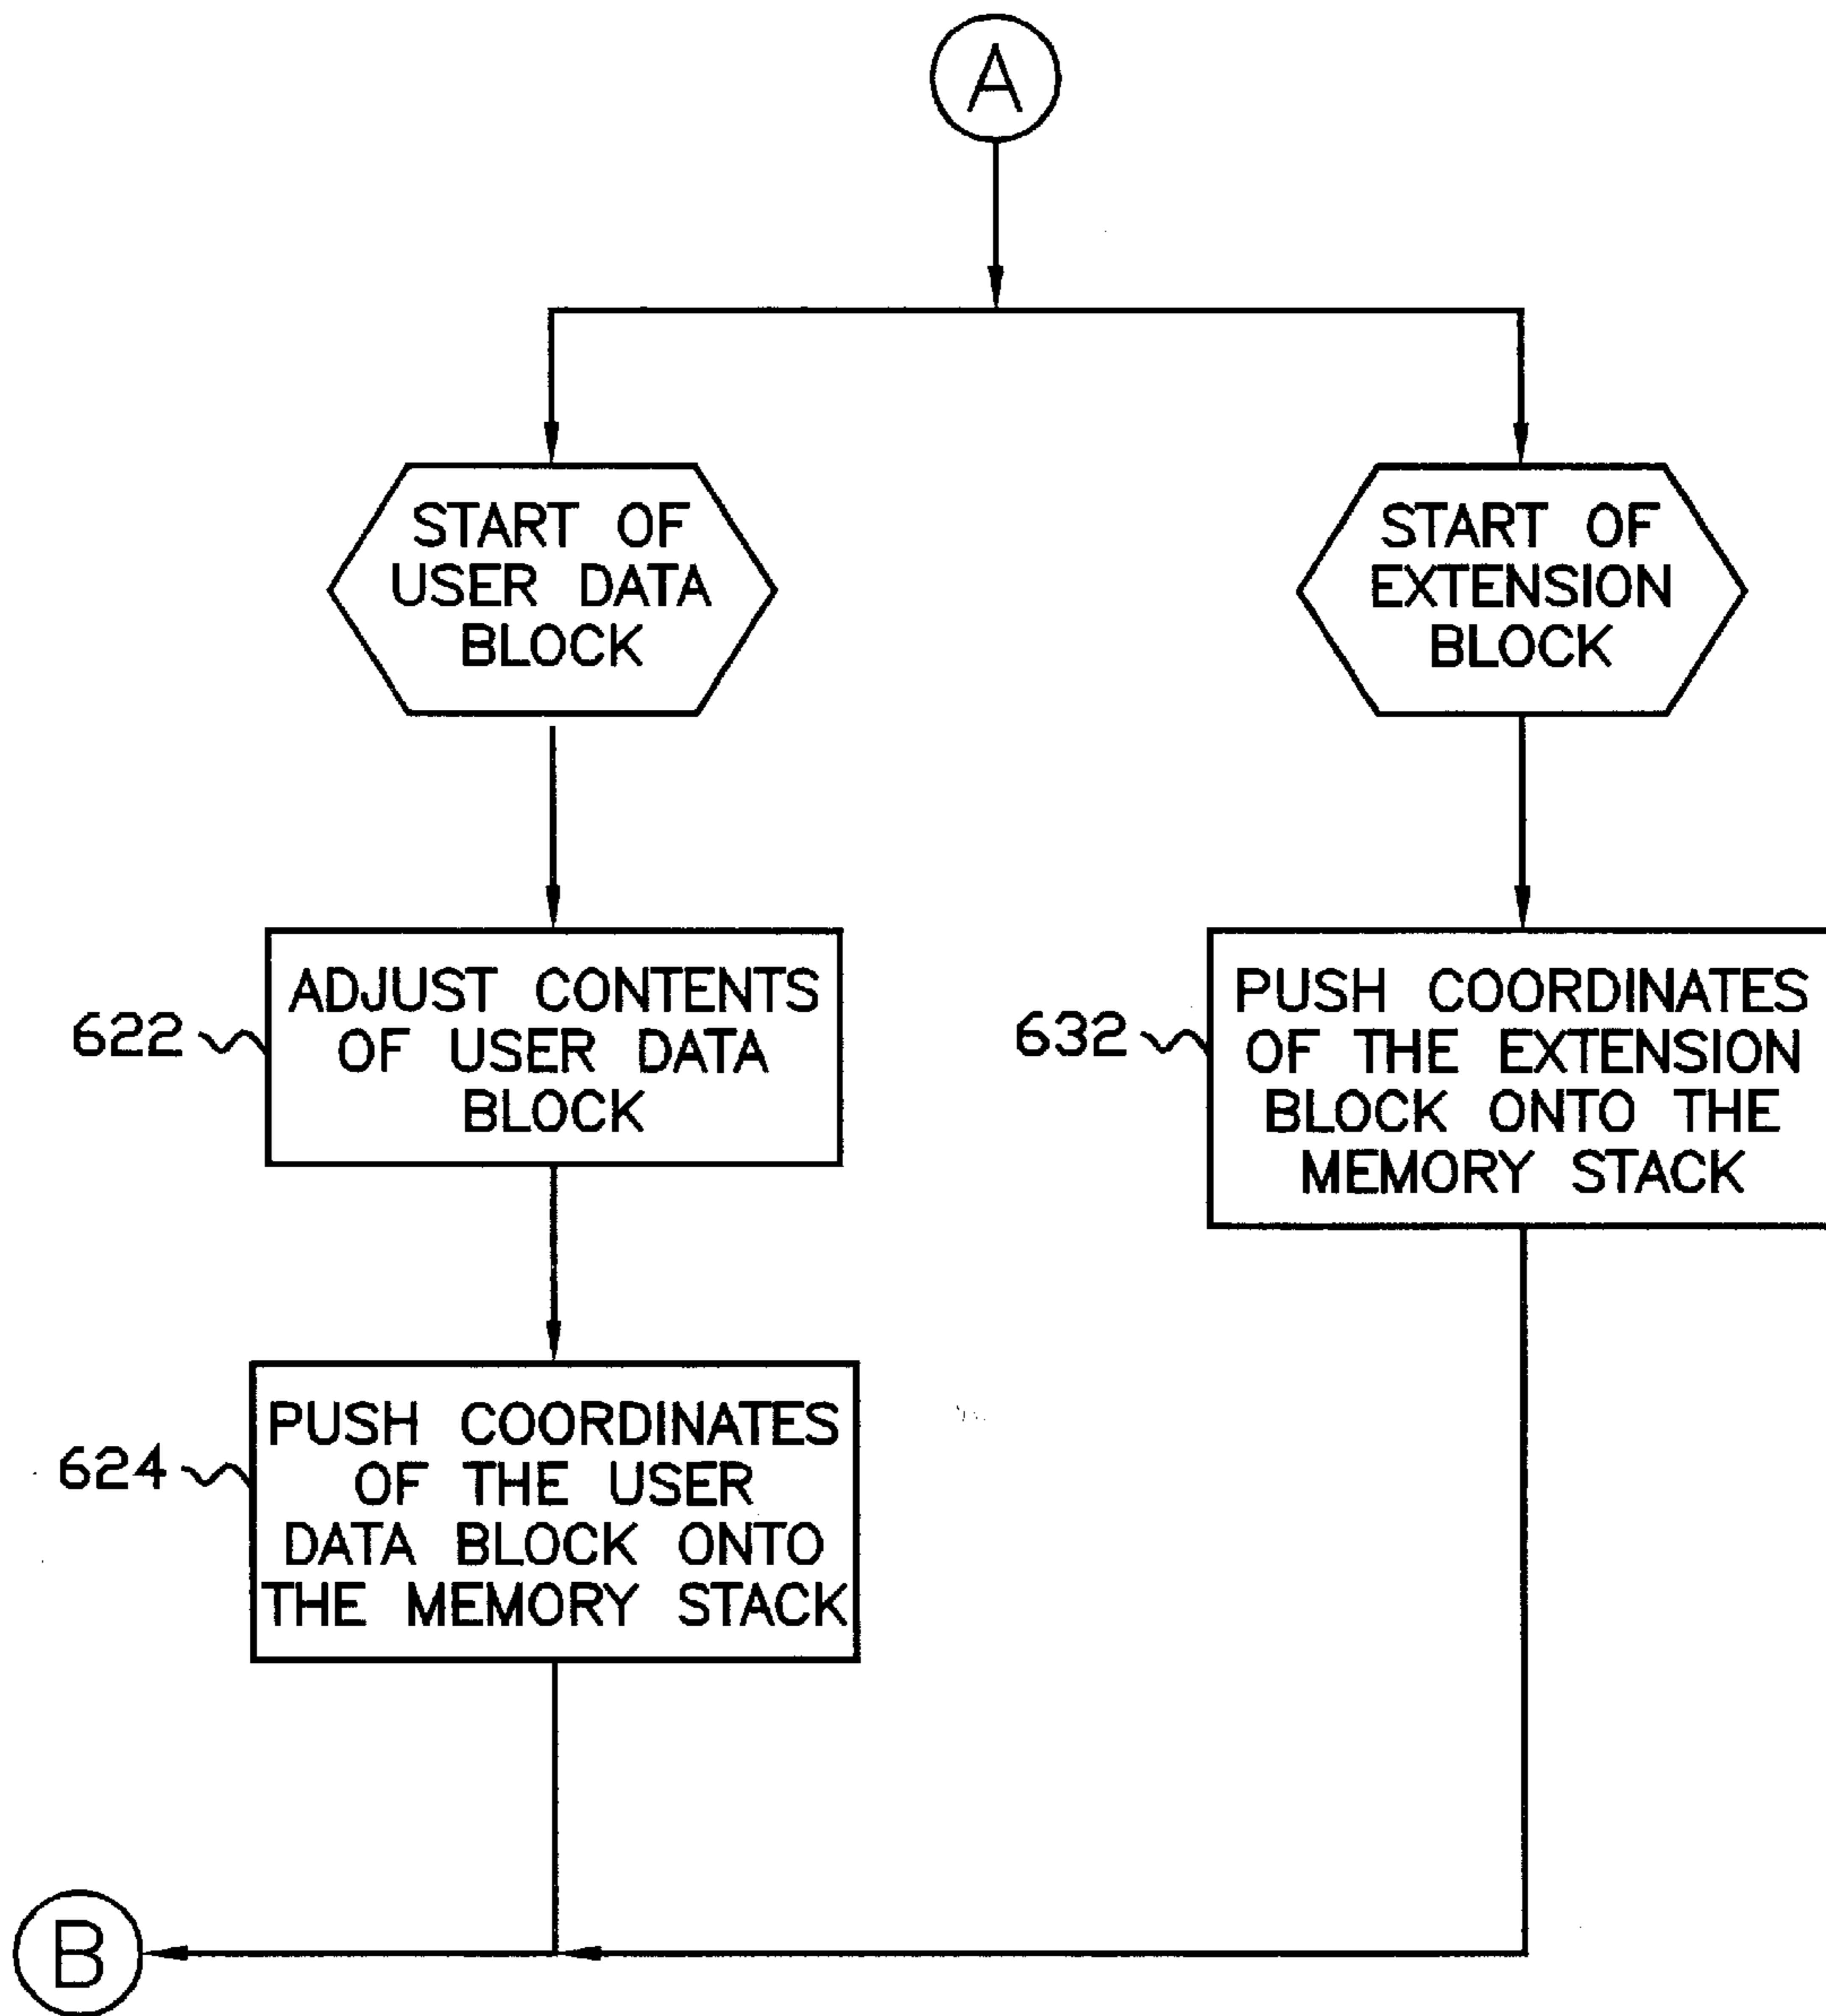 A
START OF
USER DATA
BLOCK
START OF
EXTENSION
BLOCK
622
ADJUST CONTENTS
OF USER DATA
BLOCK
632
PUSH COORDINATES
OF THE EXTENSION
BLOCK ONTO THE
MEMORY STACK
624
PUSH COORDINATES
OF THE USER
DATA BLOCK ONTO
THE MEMORY STACK
B